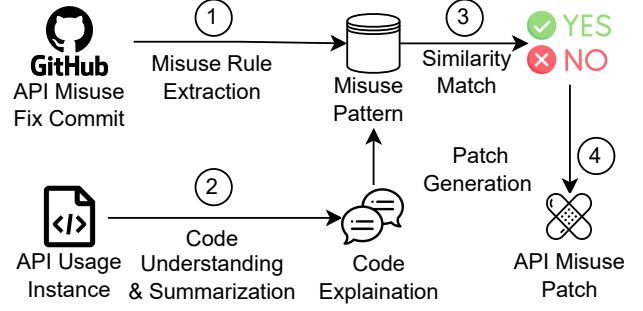 1
3
YES
NO
GitHub
API Misuse
Fix Commit
Misuse Rule
Extraction
Misuse
Pattern
Similarity
Match
2
Patch
Generation
4
</>
API Usage
Instance
Code
Understanding
& Summarization
Code
Explaination
API Misuse
Patch